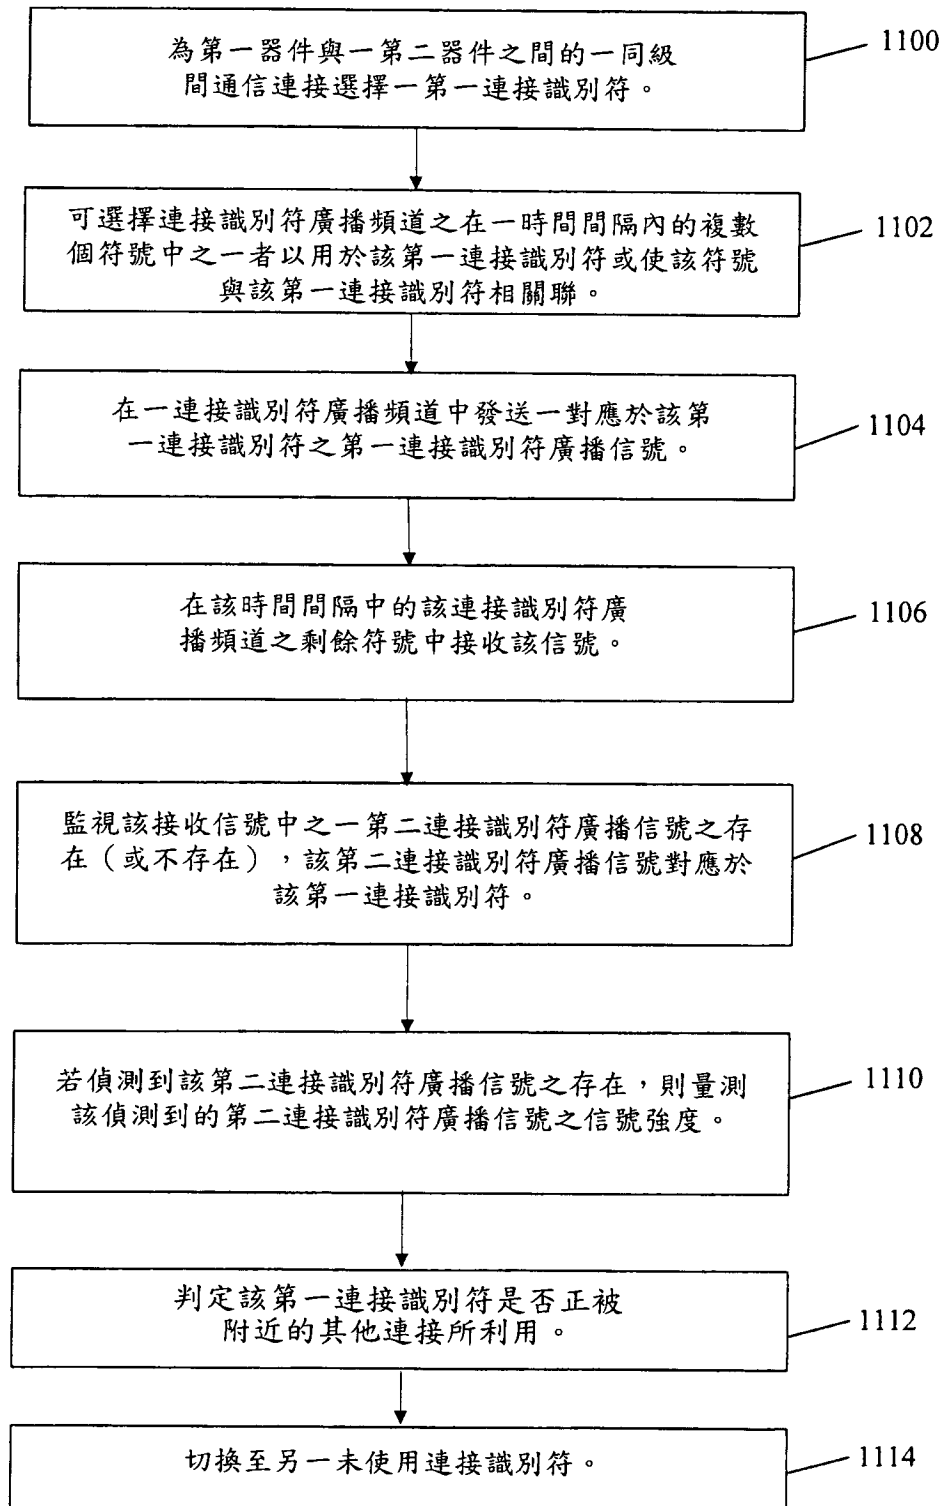 為第一器件與一第二器件之間的一同級
間通信連接選擇一第一連接識別符。
1100
可選擇連接識別符廣播頻道之在一時間間隔內的複數
個符號中之一者以用於該第一連接識別符或使該符號
與該第一連接識別符相關聯。
1102
在一連接識別符廣播頻道中發送一對應於該第
一連接識別符之第一連接識別符廣播信號。
1104
在該時間間隔中的該連接識別符廣
播頻道之剩餘符號中接收該信號。
1106
監視該接收信號中之一第二連接識別符廣播信號之存
在（或不存在），該第二連接識別符廣播信號對應於
該第一連接識別符。
1108
若偵測到該第二連接識別符廣播信號之存在，則量測
該偵測到的第二連接識別符廣播信號之信號強度。
1110
判定該第一連接識別符是否正被
附近的其他連接所利用。
1112
切換至另一未使用連接識別符。
1114